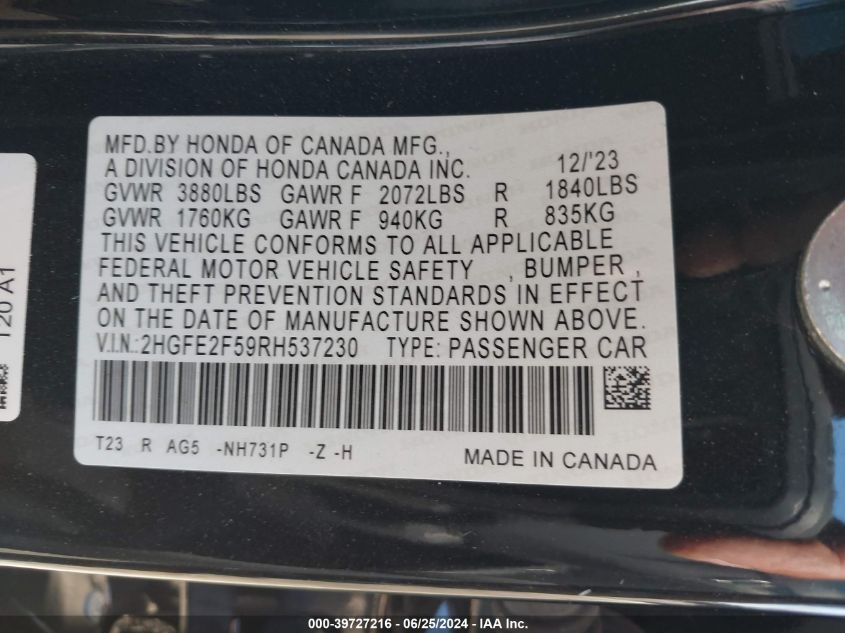 MFD.BY HONDA OF CANADA MFG.,
A DIVISION OF HONDA CANADA INC. 12/'23
GVWR 3880LBS GAWR F 2072LBS R 1840LBS
GVWR 1760KG GAWR F 940KG R 835KG
THIS VEHICLE CONFORMS TO ALL APPLICABLE
FEDERAL MOTOR VEHICLE SAFETY , BUMPER ,
AND THEFT PREVENTION STANDARDS IN EFFECT
ON THE DATE OF MANUFACTURE SHOWN ABOVE.
V.I.N.:2HGFE2F59RH537230 TYPE: PASSENGER CAR
T23 R AG5 -NH731P -Z -H
MADE IN CANADA
T20 A1
000-39727216 - 06/25/2024 - IAA Inc.